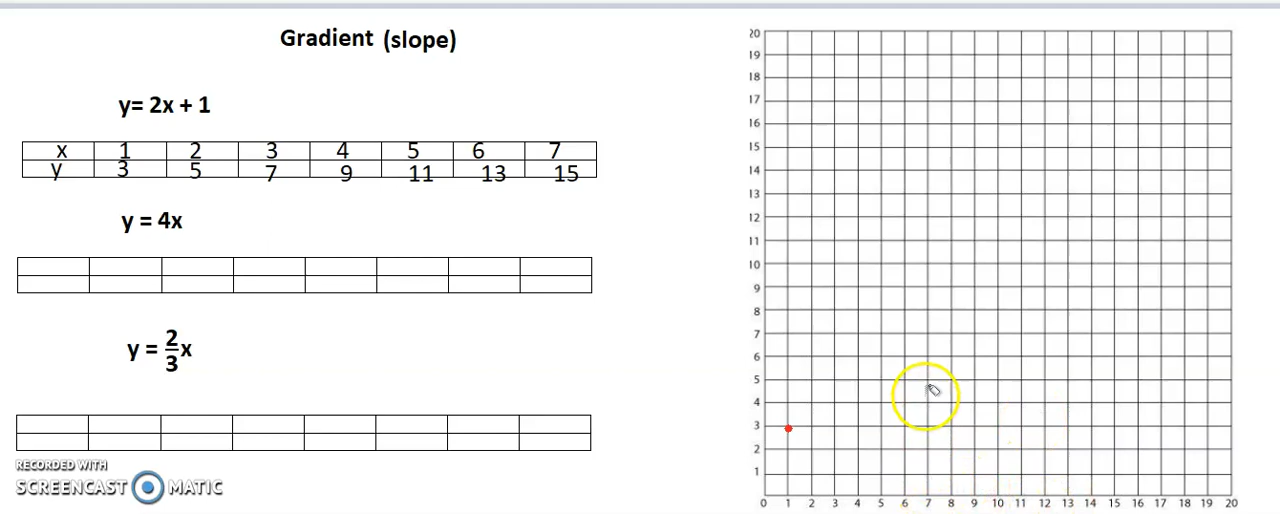 Gradient (slope)
y= 2x + 1
x 1 2 3 4 5 6 7
y 3 5 7 9 11 13 15
y = 4x
y = 2/3 x
RECORDED WITH
SCREENCAST MATIC
20
19
18
17
16
15
14
13
12
11
10
9
8
7
6
5
4
3
2
1
0 1 2 3 4 5 6 7 8 9 10 11 12 13 14 15 16 17 18 19 20